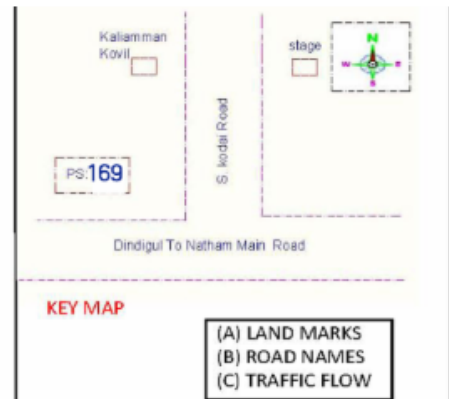 Kaliamman
Kovil
stage
N
W
E
S
S. kodai Road
PS:169
Dindigul To Natham Main Road
KEY MAP
(A) LAND MARKS
(B) ROAD NAMES
(C) TRAFFIC FLOW